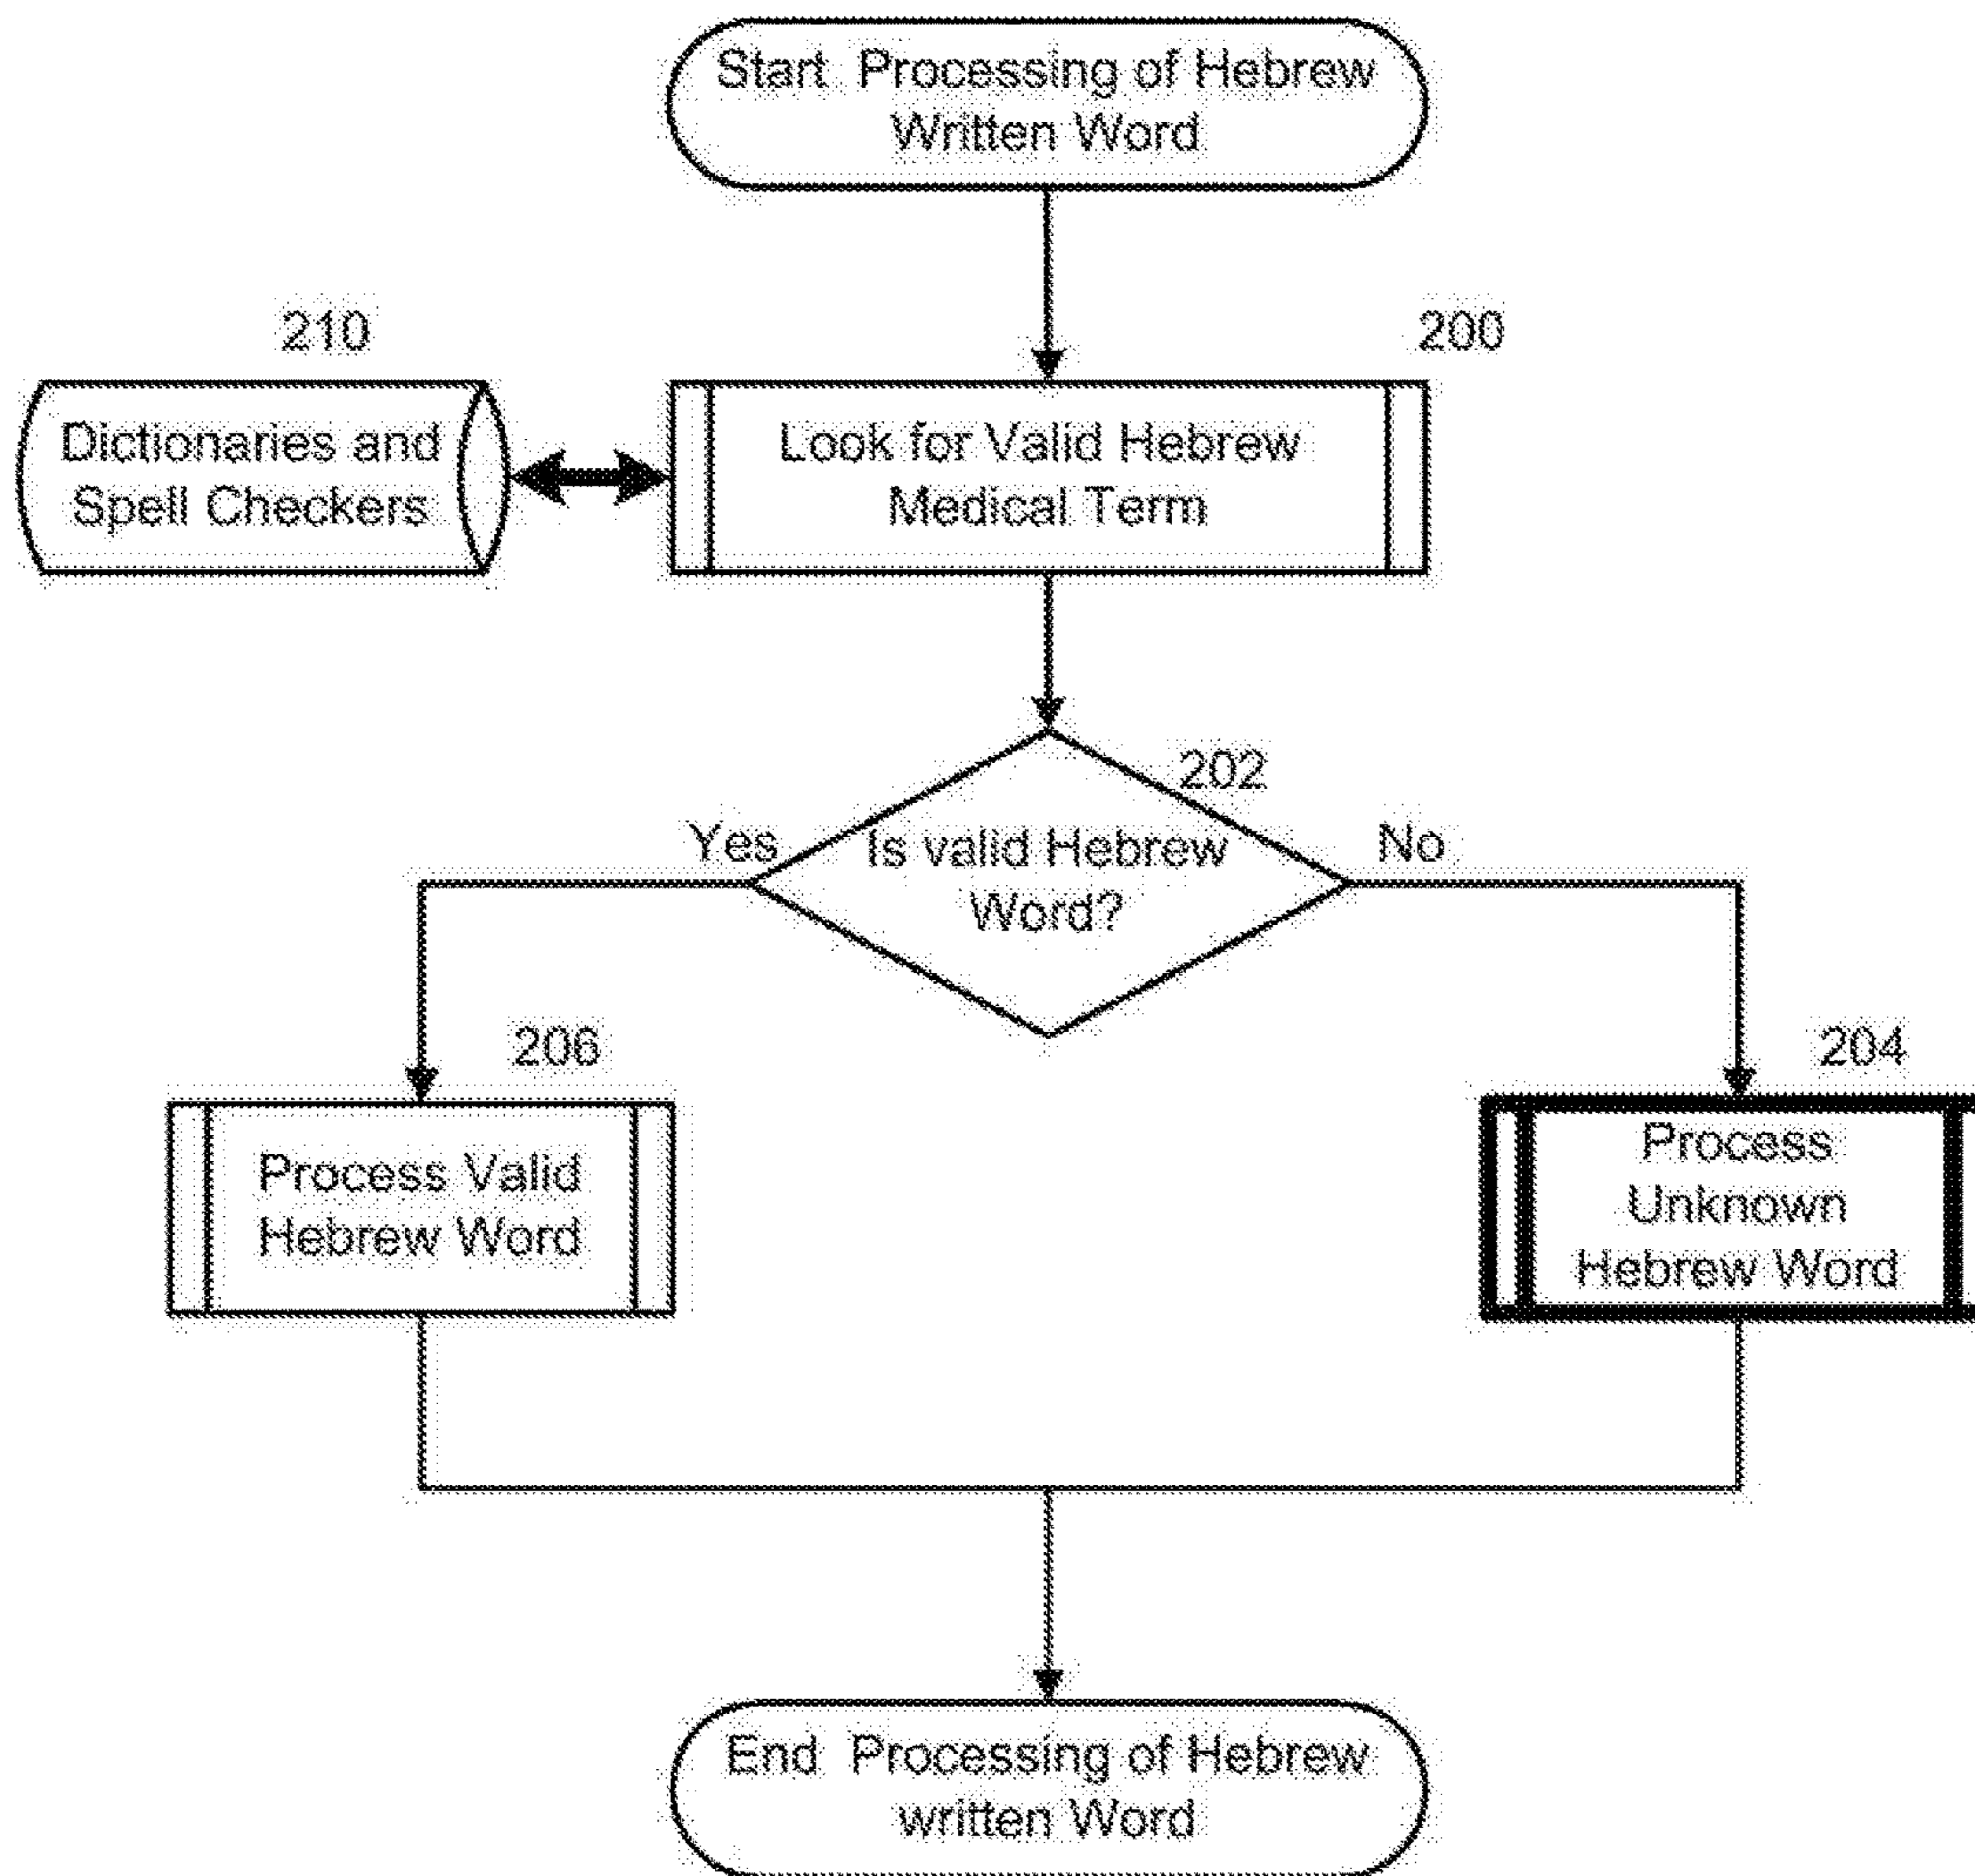 Start Processing of Hebrew
Written Word
210
200
Dictionaries and
Spell Checkers
Look for Valid Hebrew
Medical Term
202
Yes
Is valid Hebrew
Word?
No
206
204
Process Valid
Hebrew Word
Process
Unknown
Hebrew Word
End Processing of Hebrew
written Word